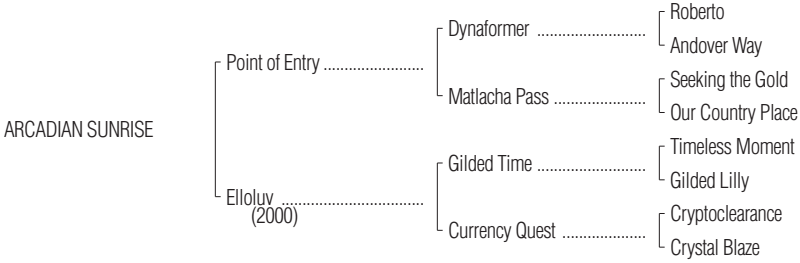 Roberto
Dynaformer ..........................
Andover Way
Point of Entry ........................
Seeking the Gold
Matlacha Pass ......................
Our Country Place
ARCADIAN SUNRISE
Timeless Moment
Gilded Time ..........................
Gilded Lilly
Elloluv ..................................
(2000)
Cryptoclearance
Currency Quest ....................
Crystal Blaze